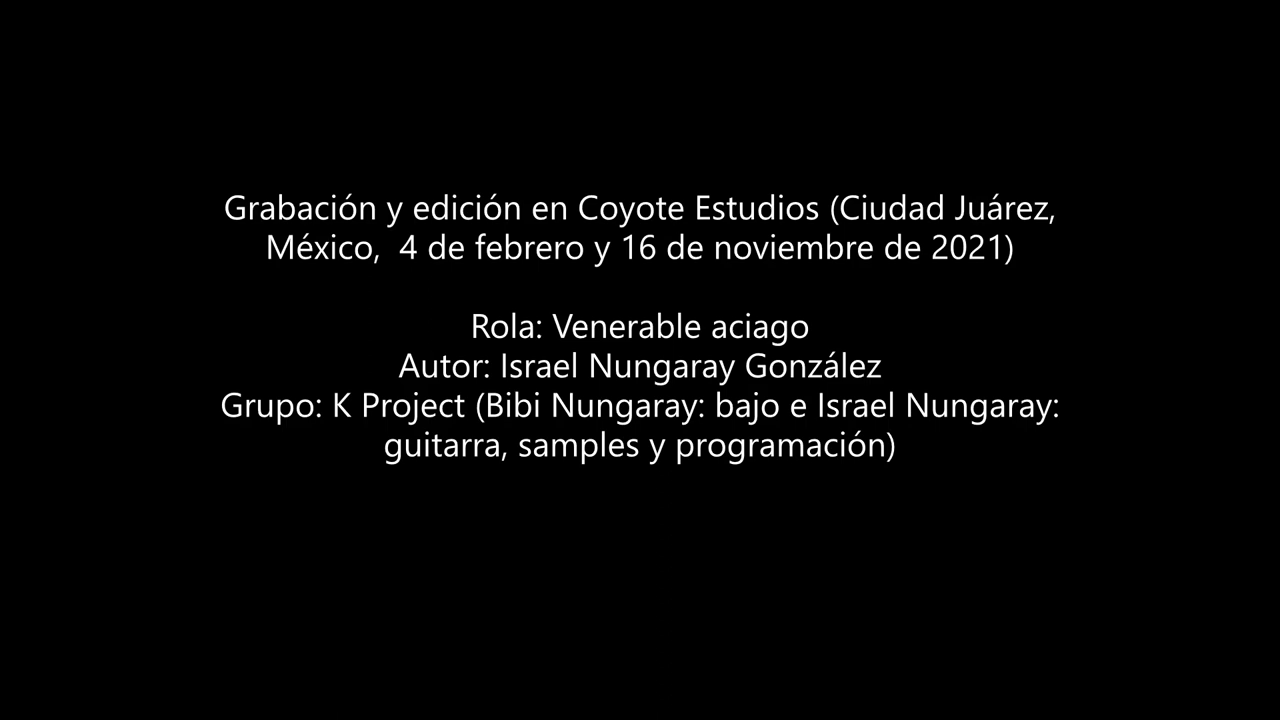 Grabación y edición en Coyote Estudios (Ciudad Juárez,
México,  4 de febrero y 16 de noviembre de 2021)
Rola: Venerable aciago
Autor: Israel Nungaray González
Grupo: K Project (Bibi Nungaray: bajo e Israel Nungaray:
guitarra, samples y programación)